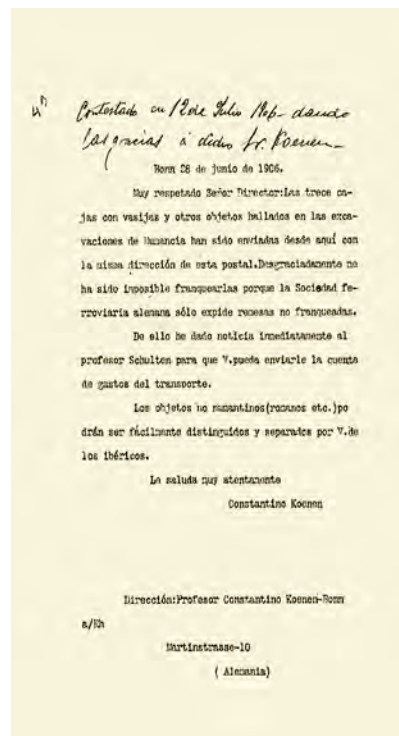 Contestado en 12 de Julio 1906 dando
las gracias á dicho Sr. Koenen
Bonn 28 de junio de 1906.
Muy respetado Señor Director:Las trece ca-
jas con vasijas y otros objetos hallados en las exca-
vaciones de Numancia han sido enviadas desde aquí con
la misma dirección de esta postal.Desgraciadamente me
ha sido imposible franquearlas porque la Sociedad fe-
rroviaria alemana sólo expide remesas no franqueadas.
De ello he dado noticia inmediatamente al
profesor Schulten para que V.pueda enviarle la cuenta
de gastos del transporte.
Los objetos no numantinos(romanos etc.)po
drán ser fácilmente distinguidos y separados por V.de
los ibéricos.
Le saluda muy atentamente
Constantino Koenen
Dirección:Profesor Constantino Koenen-Bonn
a/Rh
Martinstrasse-10
( Alemania)